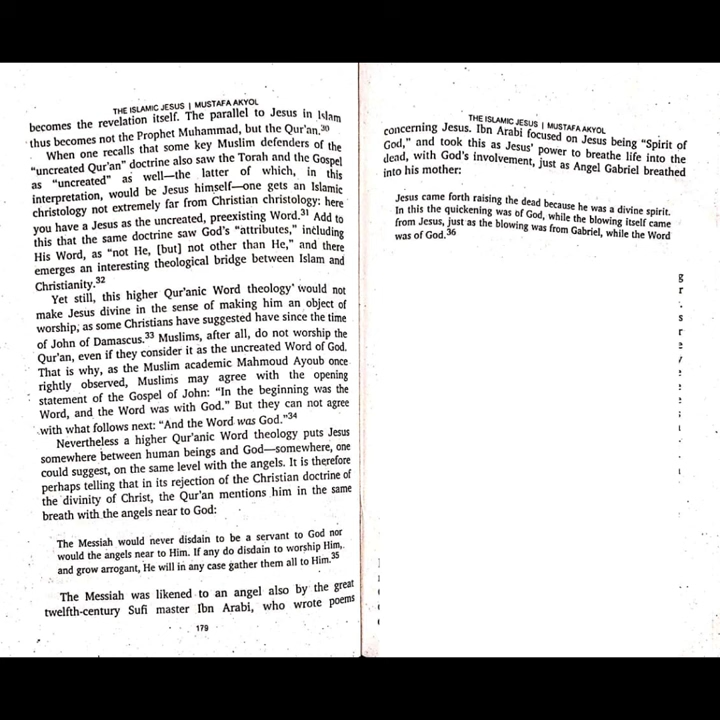 THE ISLAMIC JESUS | MUSTAFA AKYOL
becomes the revelation itself. The parallel to Jesus in Islam
thus becomes not the Prophet Muhammad, but the Qur'an.30
When one recalls that some key Muslim defenders of the
"uncreated Qur'an" doctrine also saw the Torah and the Gospel
as "uncreated" as well—the latter of which, in this
interpretation, would be Jesus himself—one gets an Islamic
christology not extremely far from Christian christology: here
you have a Jesus as the uncreated, preexisting Word.31 Add to
this that the same doctrine saw God's "attributes," including
His Word, as "not He, [but] not other than He," and there
emerges an interesting theological bridge between Islam and
Christianity.32
Yet still, this higher Qur'anic Word theology would not
make Jesus divine in the sense of making him an object of
worship, as some Christians have suggested have since the time
of John of Damascus.33 Muslims, after all, do not worship the
Qur'an, even if they consider it as the uncreated Word of God.
That is why, as the Muslim academic Mahmoud Ayoub once
rightly observed, Muslims may agree with the opening
statement of the Gospel of John: "In the beginning was the
Word, and the Word was with God." But they can not agree
with what follows next: "And the Word was God."34
Nevertheless a higher Qur'anic Word theology puts Jesus
somewhere between human beings and God—somewhere, one
could suggest, on the same level with the angels. It is therefore
perhaps telling that in its rejection of the Christian doctrine of
the divinity of Christ, the Qur'an mentions him in the same
breath with the angels near to God:
The Messiah would never disdain to be a servant to God nor
would the angels near to Him. If any do disdain to worship Him,
and grow arrogant, He will in any case gather them all to Him.35
The Messiah was likened to an angel also by the great
twelfth-century Sufi master Ibn Arabi, who wrote poems
179
THE ISLAMIC JESUS | MUSTAFA AKYOL
concerning Jesus. Ibn Arabi focused on Jesus being "Spirit of
God," and took this as Jesus' power to breathe life into the
dead, with God's involvement, just as Angel Gabriel breathed
into his mother:
Jesus came forth raising the dead because he was a divine spirit.
In this the quickening was of God, while the blowing itself came
from Jesus, just as the blowing was from Gabriel, while the Word
was of God.36